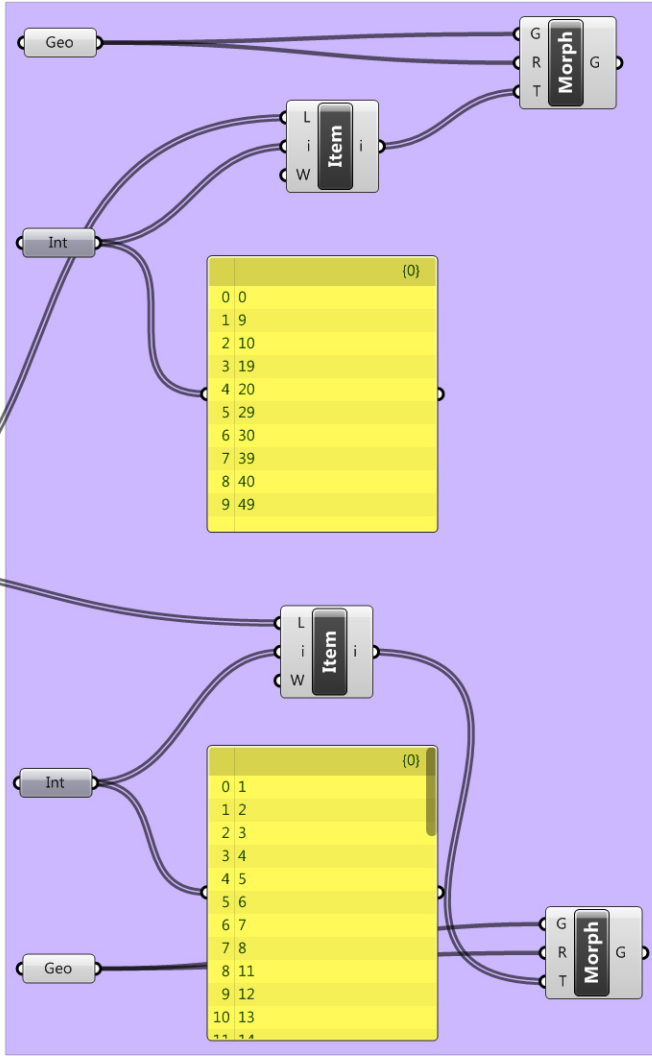 Geo
G
R
T
Morph
G
L
i
W
Item
i
Int
{0}
0 0
1 9
2 10
3 19
4 20
5 29
6 30
7 39
8 40
9 49
L
i
W
Item
i
Int
{0}
0 1
1 2
2 3
3 4
4 5
5 6
6 7
7 8
8 11
9 12
10 13
11 14
Geo
G
R
T
Morph
G